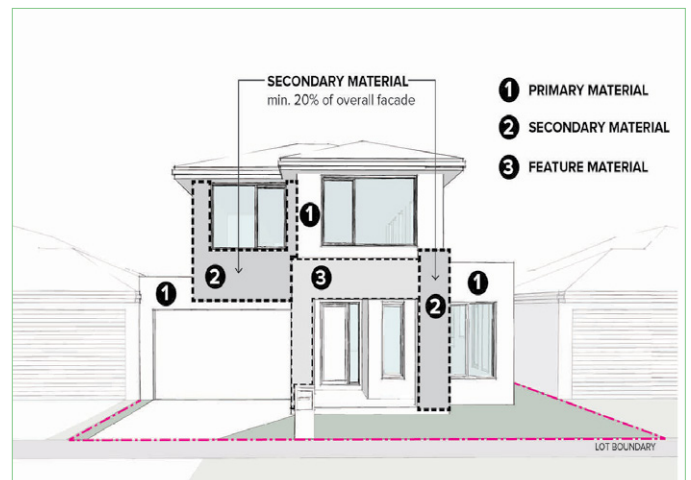 SECONDARY MATERIAL
min. 20% of overall facade
1 PRIMARY MATERIAL
2 SECONDARY MATERIAL
3 FEATURE MATERIAL
1
2
3
1
1
2
LOT BOUNDARY